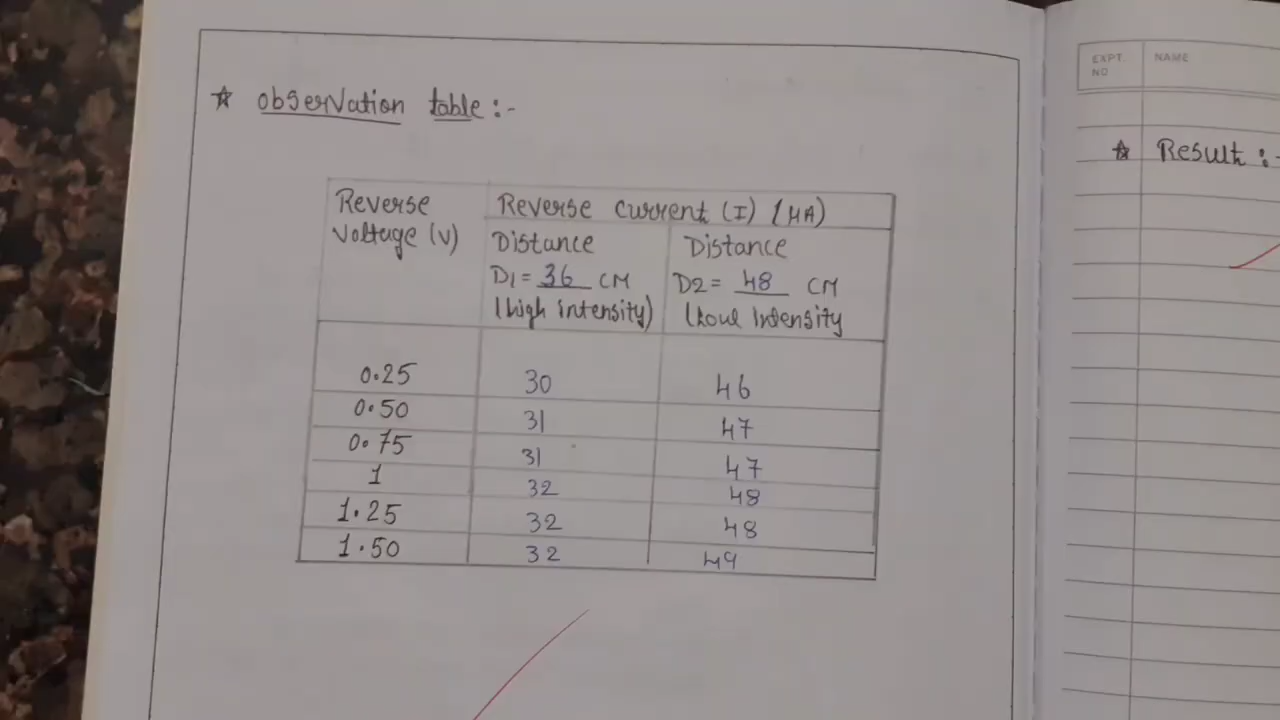 ☆ Observation table :-
Reverse Voltage (V)
Reverse current (I) (μA)
Distance D1 = 36 CM (high intensity)
Distance D2 = 48 CM (Low Intensity
0.25 30 46
0.50 31 47
0.75 31 47
1 32 48
1.25 32 48
1.50 32 49
EXPT. NO
NAME
☆ Result :-